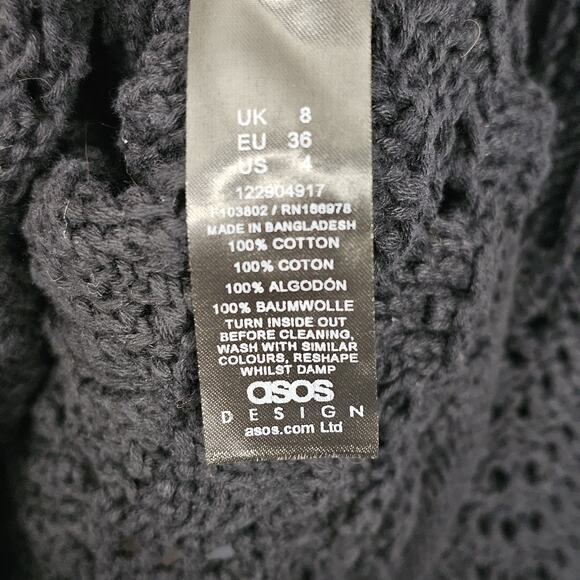 UK 8
EU 36
US 4
122904917
F103802 / RN166978
MADE IN BANGLADESH
100% COTTON
100% COTON
100% ALGODÓN
100% BAUMWOLLE
TURN INSIDE OUT
BEFORE CLEANING,
WASH WITH SIMILAR
COLOURS, RESHAPE
WHILST DAMP
asos
DESIGN
asos.com Ltd